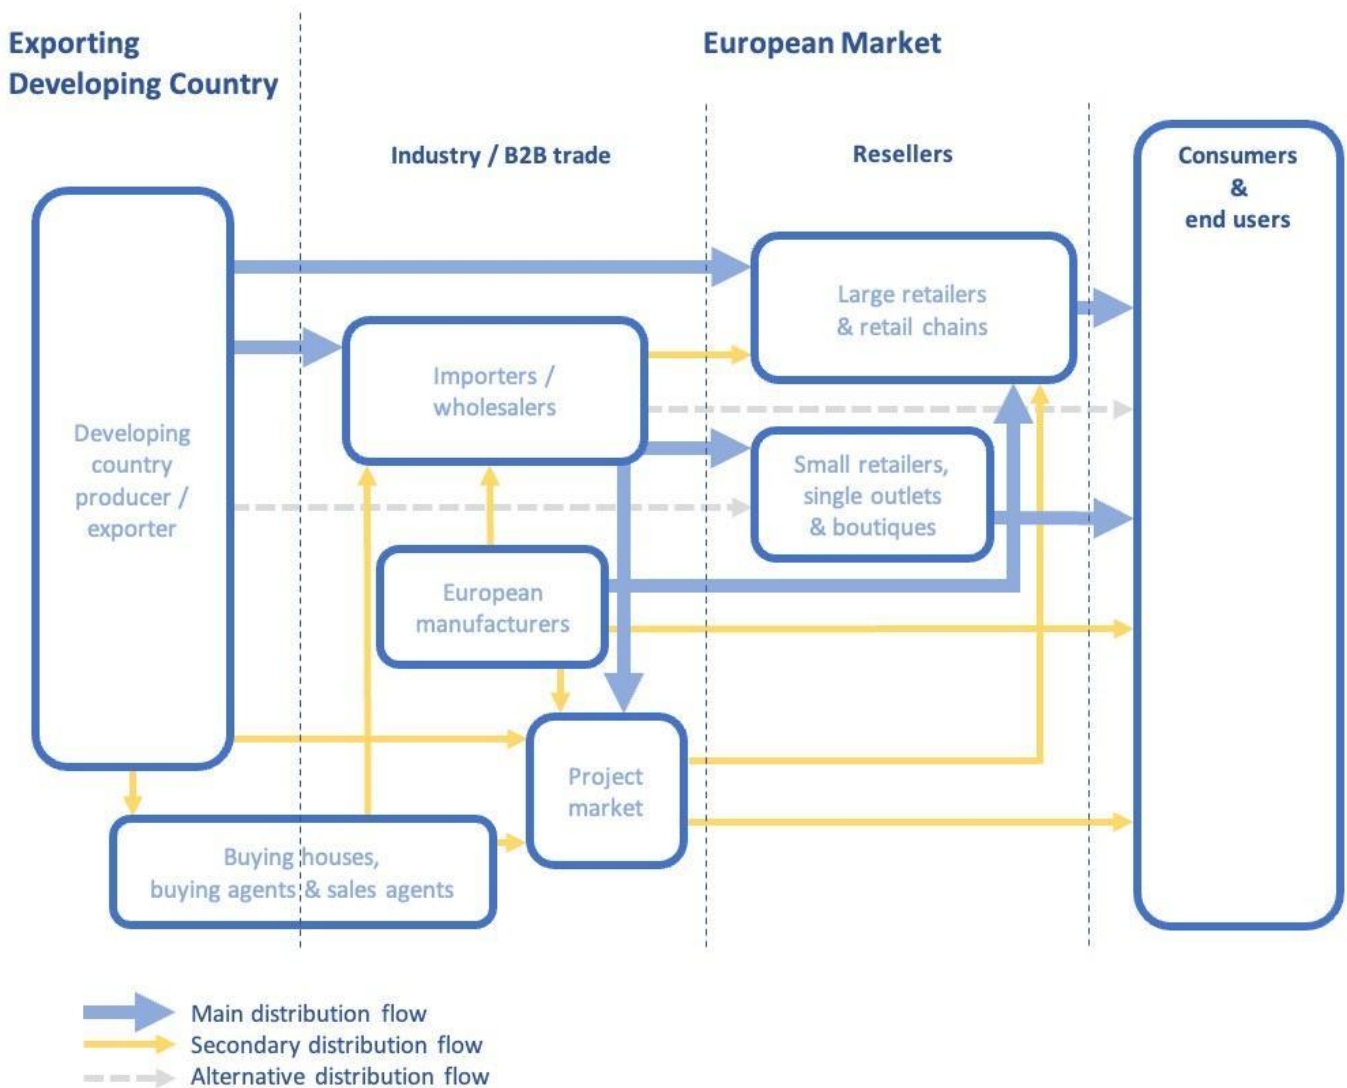 Exporting
Developing Country
European Market
Industry / B2B trade
Resellers
Consumers
&
end users
Large retailers
& retail chains
Importers /
wholesalers
Developing
country
producer /
exporter
Small retailers,
single outlets
& boutiques
European
manufacturers
Project
market
Buying houses,
buying agents & sales agents
Main distribution flow
Secondary distribution flow
Alternative distribution flow